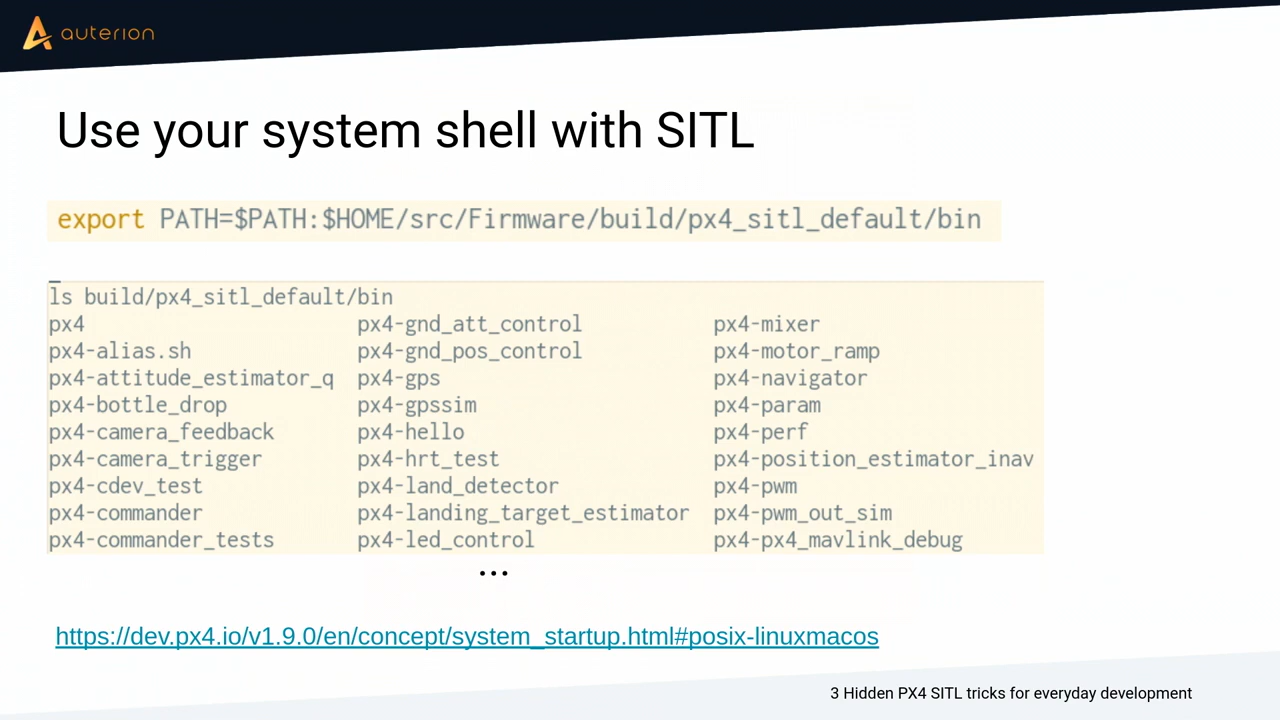 auterion
Use your system shell with SITL
export PATH=$PATH:$HOME/src/Firmware/build/px4_sitl_default/bin
ls build/px4_sitl_default/bin
px4 px4-gnd_att_control px4-mixer
px4-alias.sh px4-gnd_pos_control px4-motor_ramp
px4-attitude_estimator_q px4-gps px4-navigator
px4-bottle_drop px4-gpssim px4-param
px4-camera_feedback px4-hello px4-perf
px4-camera_trigger px4-hrt_test px4-position_estimator_inav
px4-cdev_test px4-land_detector px4-pwm
px4-commander px4-landing_target_estimator px4-pwm_out_sim
px4-commander_tests px4-led_control px4-px4_mavlink_debug
...
https://dev.px4.io/v1.9.0/en/concept/system_startup.html#posix-linuxmacos
3 Hidden PX4 SITL tricks for everyday development